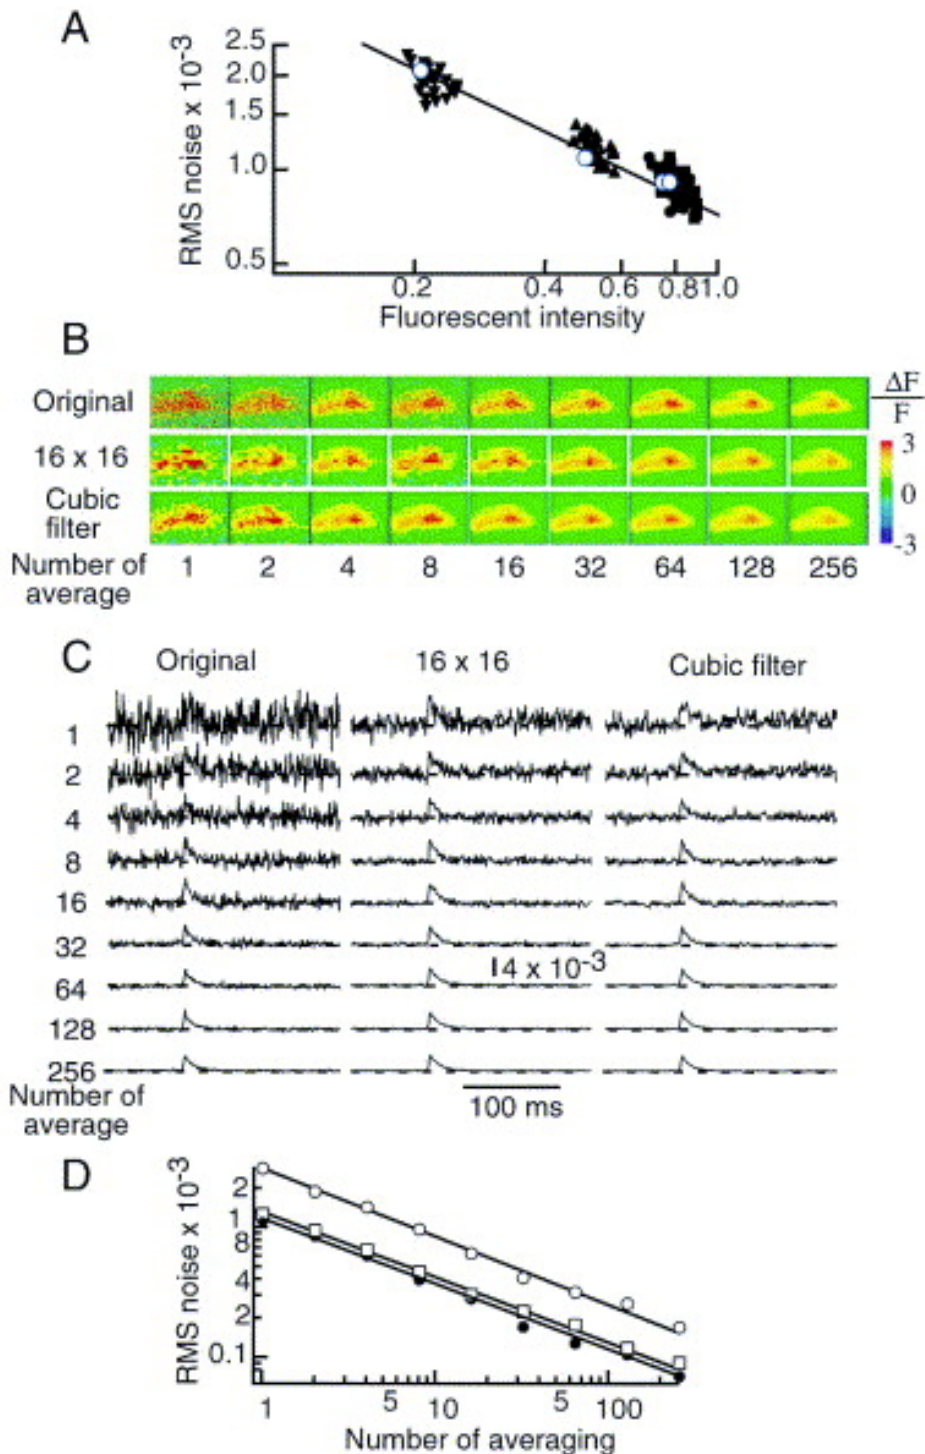 A
2.5
2.0
1.5
1.0
0.5
RMS noise x 10-3
0.2 0.4 0.6 0.81.0
Fluorescent intensity
B
Original
16 x 16
Cubic
filter
ΔF
F
3
0
-3
Number of
average
1 2 4 8 16 32 64 128 256
C
Original 16 x 16 Cubic filter
1
2
4
8
16
32
64
128
256
4 x 10-3
Number of
average
100 ms
D
2
1
8
4
2
0.1
RMS noise x 10-3
1 5 10 5 100
Number of averaging